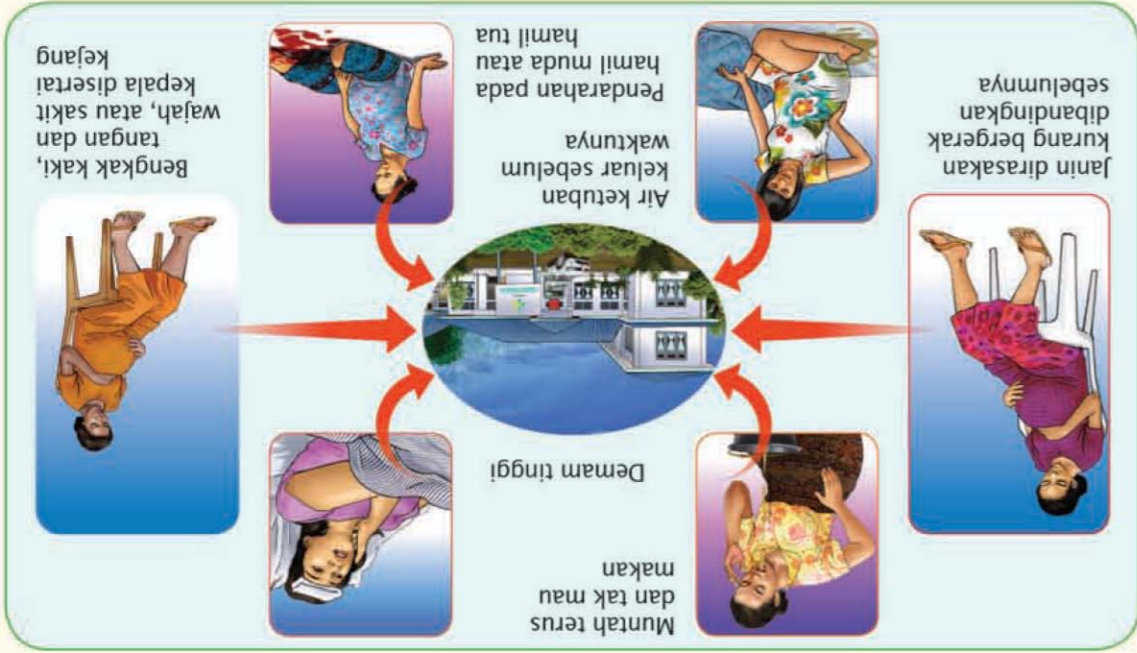 Muntah terus
dan tak mau
makan
Demam tinggi
Janin dirasakan
kurang bergerak
dibandingkan
sebelumnya
Air ketuban
keluar sebelum
waktunya
Pendarahan pada
hamil muda atau
hamil tua
Bengkak kaki,
tangan dan
wajah, atau sakit
kepala disertai
kejang